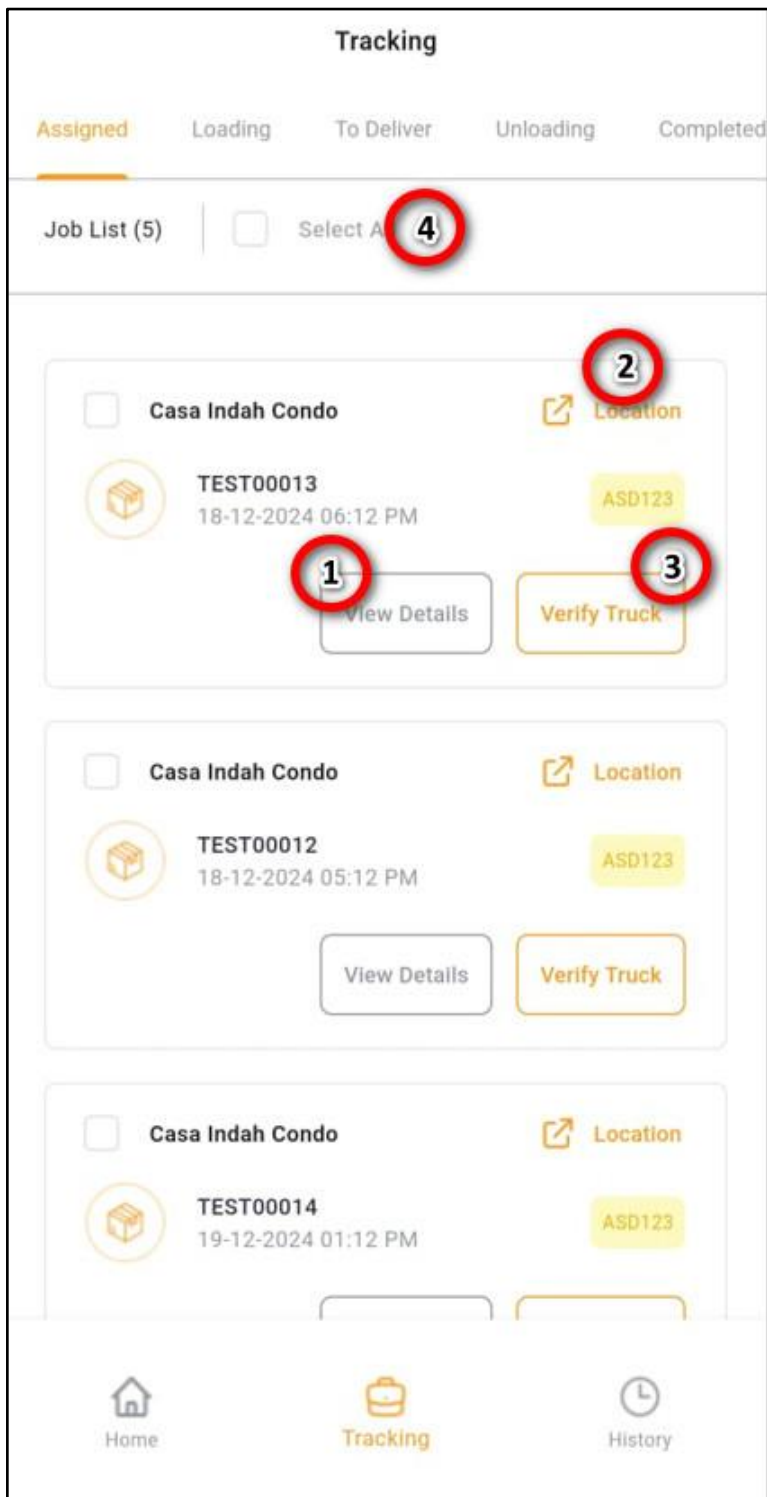 Tracking
Assigned Loading To Deliver Unloading Completed
Job List (5) Select A 4
2
Casa Indah Condo Location
TEST00013
ASD123
18-12-2024 06:12 PM
1 3
View Details Verify Truck
Casa Indah Condo Location
TEST00012
ASD123
18-12-2024 05:12 PM
View Details Verify Truck
Casa Indah Condo Location
TEST00014
ASD123
19-12-2024 01:12 PM
Home Tracking History